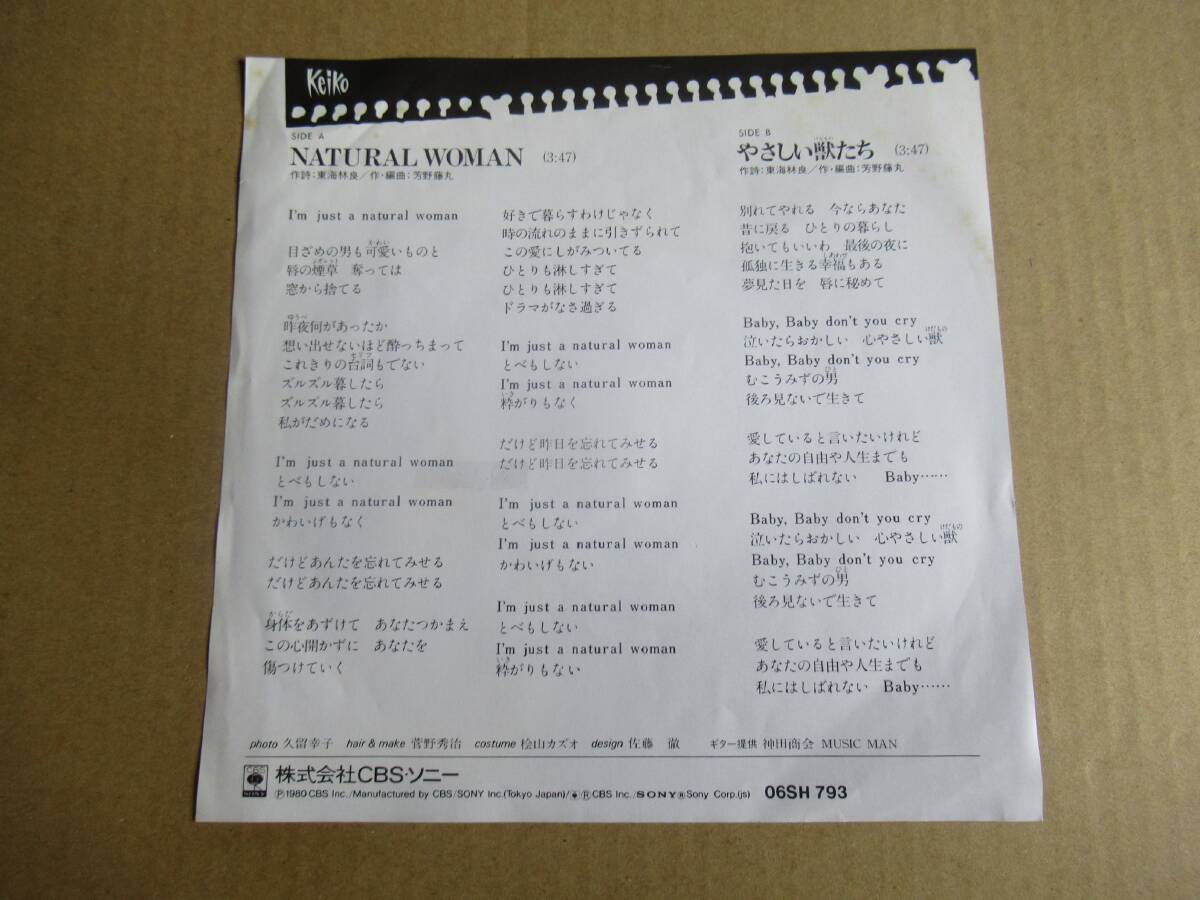 Keiko
SIDE A
NATURAL WOMAN (3:47)
作詩：東海林良／作・編曲：芳野藤丸
I'm just a natural woman
目ざめの男も可愛いものと
唇の煙草　奪っては
窓から捨てる
昨夜何があったか
想い出せないほど酔っちまって
これきりの台詞もでない
ズルズル暮したら
ズルズル暮したら
私がだめになる
I'm just a natural woman
とべもしない
I'm just a natural woman
かわいげもなく
だけどあんたを忘れてみせる
だけどあんたを忘れてみせる
身体をあずけて　あなたつかまえ
この心開かずに　あなたを
傷つけていく
好きで暮らすわけじゃなく
時の流れのままに引きずられて
この愛にしがみついてる
ひとりも淋しすぎて
ひとりも淋しすぎて
ドラマがなさ過ぎる
I'm just a natural woman
とべもしない
I'm just a natural woman
粋がりもなく
だけど昨日を忘れてみせる
だけど昨日を忘れてみせる
I'm just a natural woman
とべもしない
I'm just a natural woman
かわいげもない
I'm just a natural woman
とべもしない
I'm just a natural woman
粋がりもない
SIDE B
やさしい獣たち (3:47)
作詩：東海林良／作・編曲：芳野藤丸
別れてやれる　今ならあなた
昔に戻る　ひとりの暮らし
抱いてもいいわ　最後の夜に
孤独に生きる幸福もある
夢見た日を　唇に秘めて
Baby, Baby don't you cry
泣いたらおかしい　心やさしい獣
Baby, Baby don't you cry
むこうみずの男
後ろ見ないで生きて
愛していると言いたいけれど
あなたの自由や人生までも
私にはしばれない　Baby……
Baby, Baby don't you cry
泣いたらおかしい　心やさしい獣
Baby, Baby don't you cry
むこうみずの男
後ろ見ないで生きて
愛していると言いたいけれど
あなたの自由や人生までも
私にはしばれない　Baby……
photo 久留幸子　hair & make 菅野秀治　costume 桧山カズオ　design 佐藤　徹　ギター提供 神田商会 MUSIC MAN
CBS SONY 株式会社CBS・ソニー
Ⓟ1980 CBS Inc./Manufactured by CBS/SONY Inc.(Tokyo Japan)/ ®CBS Inc./SONY®Sony Corp.(js) 06SH 793